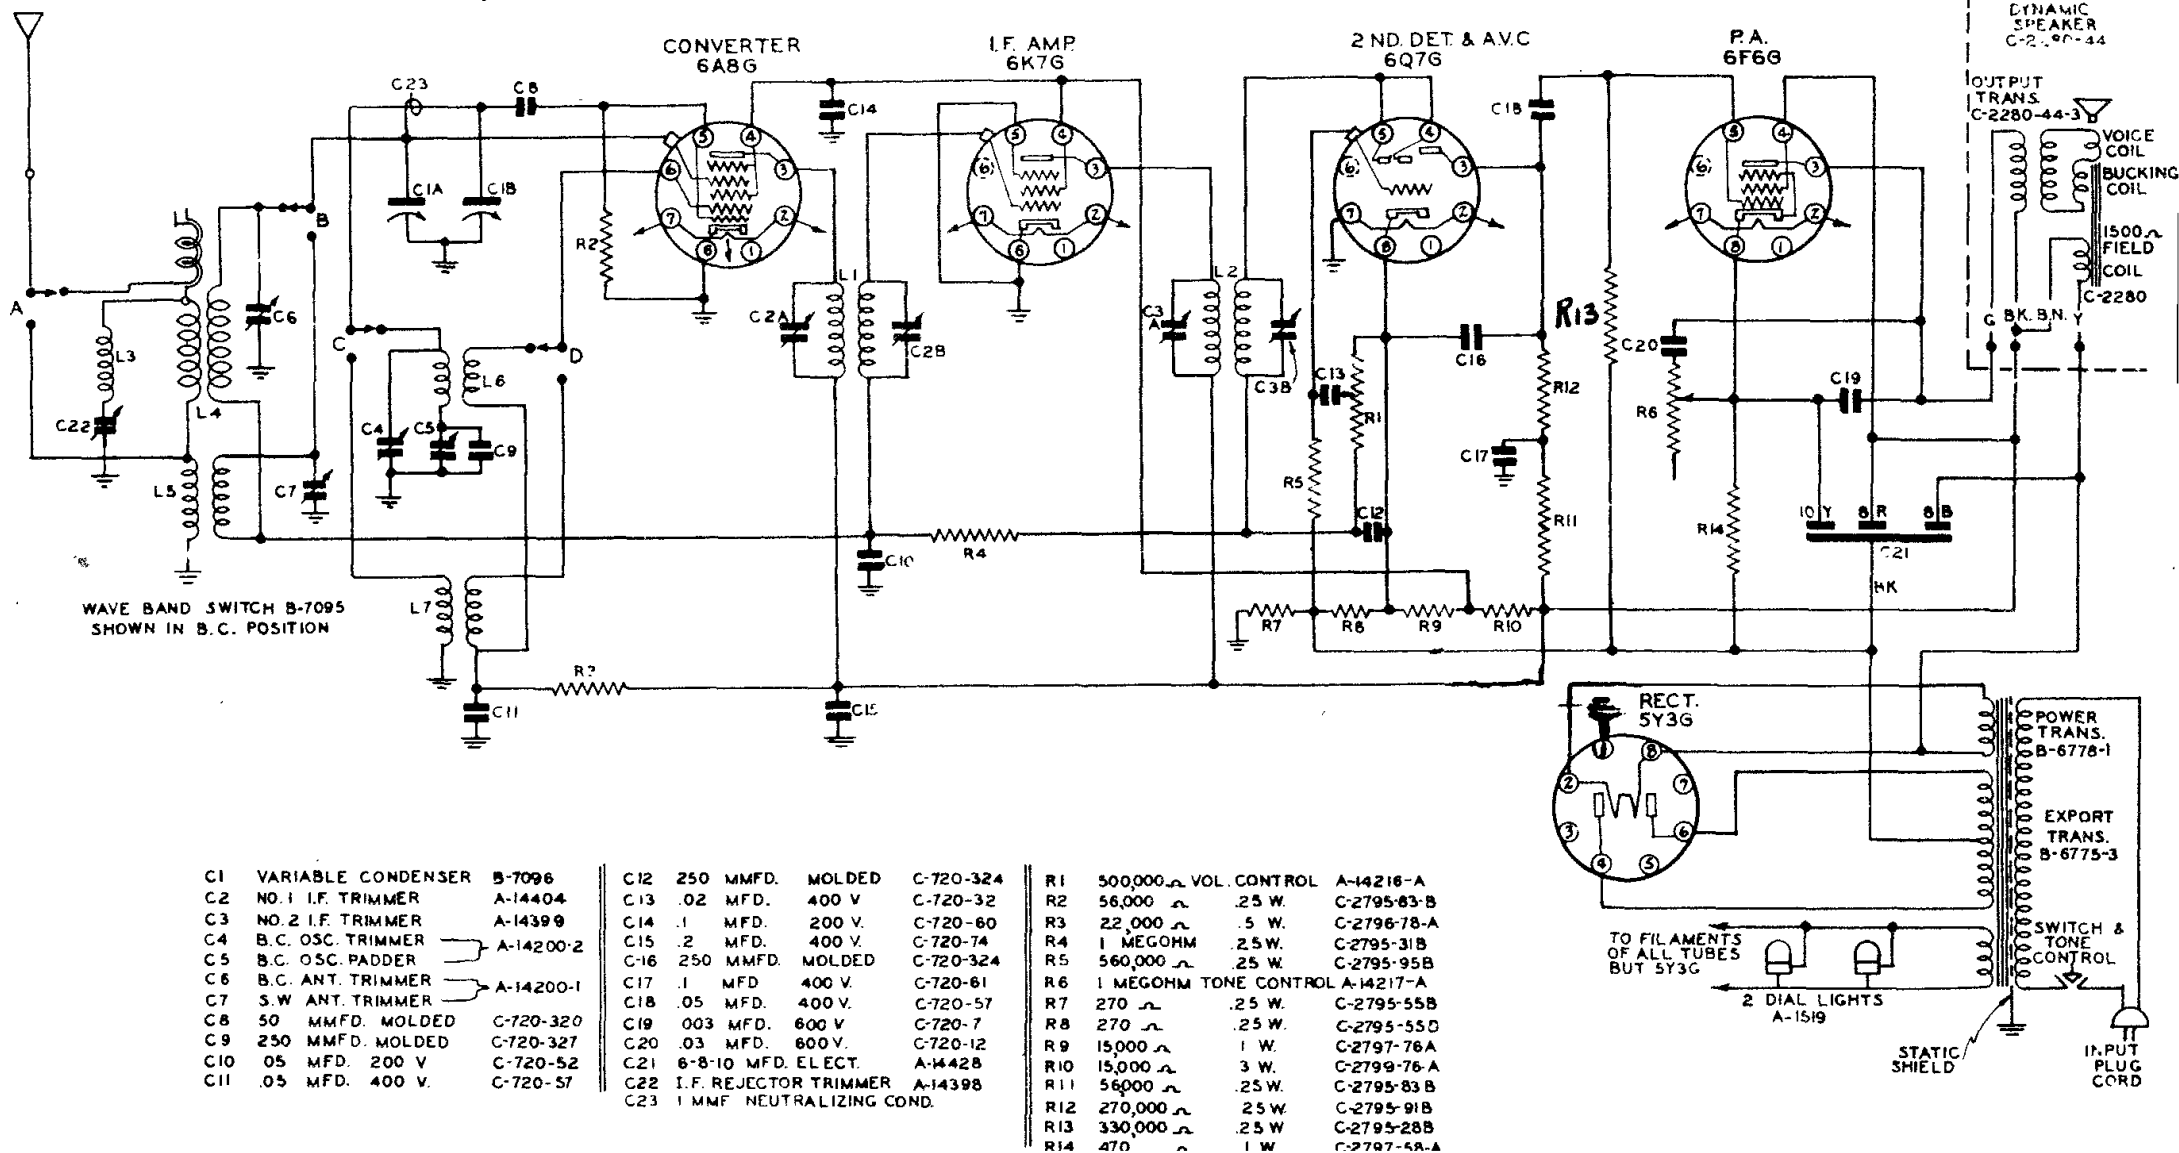 CONVERTER
6A8G
I.F. AMP.
6K7G
2 ND. DET. & A.V.C
6Q7G
P.A.
6F6G
DYNAMIC
SPEAKER
OUTPUT
TRANS.
C-2280-44-3
VOICE
COIL
BUCKING
COIL
1500 Ω
FIELD
COIL
C-2280
G BK. B.N. Y
C23
C8
C14
C18
C1A
C1B
R2
A
B
C
D
L1
L2
L3
L4
L5
L6
L7
C6
C22
C7
C4
C5
C9
C2A
C2B
C3
A
C3B
C13
R1
C16
R12
R13
C20
R6
C19
C17
R5
C12
R11
R14
10 Y
8 R
8 B
C21
BK
C10
R4
R7
R8
R9
R10
C11
C15
WAVE BAND SWITCH B-7095
SHOWN IN B.C. POSITION
RECT.
5Y3G
POWER
TRANS.
B-6778-1
EXPORT
TRANS.
B-6775-3
SWITCH &
TONE
CONTROL
TO FILAMENTS
OF ALL TUBES
BUT 5Y3G
2 DIAL LIGHTS
A-1519
STATIC
SHIELD
INPUT
PLUG
CORD
C1 VARIABLE CONDENSER B-7096
C2 NO. 1 I.F. TRIMMER A-14404
C3 NO. 2 I.F. TRIMMER A-14399
C4 B.C. OSC. TRIMMER
C5 B.C. OSC. PADDER
A-14200-2
C6 B.C. ANT. TRIMMER
C7 S.W ANT. TRIMMER
A-14200-1
C8 50 MMFD. MOLDED C-720-320
C9 250 MMFD. MOLDED C-720-327
C10 05 MFD. 200 V C-720-52
C11 .05 MFD. 400 V. C-720-57
C12 250 MMFD. MOLDED C-720-324
C13 .02 MFD. 400 V C-720-32
C14 .1 MFD. 200 V. C-720-60
C15 .2 MFD. 400 V. C-720-74
C-16 250 MMFD. MOLDED C-720-324
C17 .1 MFD 400 V. C-720-61
C18 .05 MFD. 400 V. C-720-57
C19 003 MFD. 600 V C-720-7
C20 .03 MFD. 600 V. C-720-12
C21 6-8-10 MFD. ELECT. A-14428
C22 I.F. REJECTOR TRIMMER A-14398
C23 1 MMF NEUTRALIZING COND.
R1 500,000 Ω VOL. CONTROL A-14216-A
R2 56,000 Ω .25 W. C-2795-83-B
R3 22,000 Ω .5 W. C-2796-78-A
R4 1 MEGOHM .25 W. C-2795-31B
R5 560,000 Ω .25 W. C-2795-95B
R6 1 MEGOHM TONE CONTROL A-14217-A
R7 270 Ω .25 W. C-2795-55B
R8 270 Ω .25 W.
R9 15,000 Ω 1 W. C-2797-76A
R10 15,000 Ω 3 W. C-2799-76-A
R11 56,000 Ω .25 W. C-2795-83 B
R12 270,000 Ω 25 W. C-2795-91B
R13 330,000 Ω .25 W C-2795-28B
R14 470 Ω 1 W C-2797-58-A